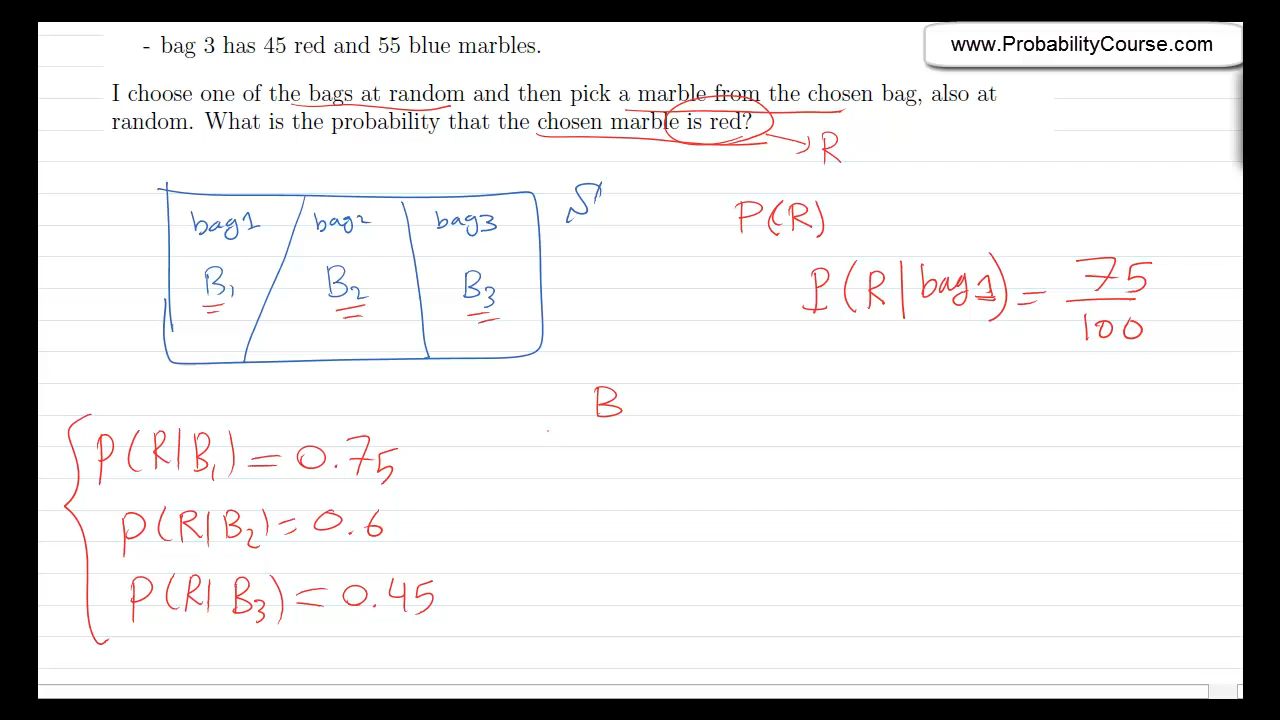 - bag 3 has 45 red and 55 blue marbles.
www.ProbabilityCourse.com
I choose one of the bags at random and then pick a marble from the chosen bag, also at
random. What is the probability that the chosen marble is red?
R
bag1 bag2 bag3 S
B₁ B₂ B₃
P(R)
P(R|bag1) = 75/100
B
P(R|B₁) = 0.75
P(R|B₂) = 0.6
P(R|B₃) = 0.45